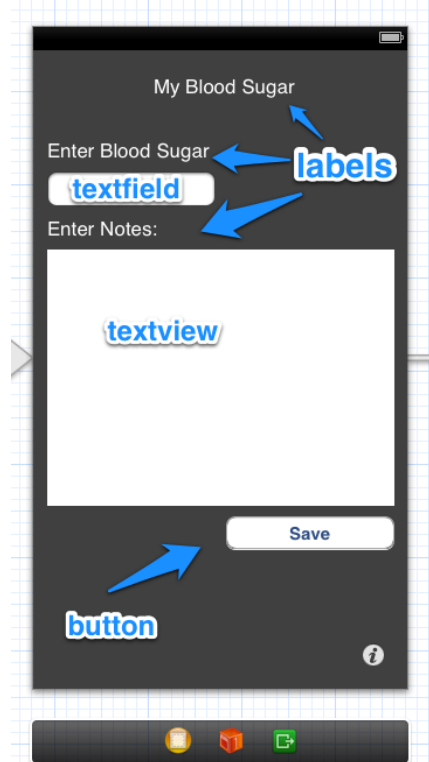 My Blood Sugar
Enter Blood Sugar
labels
textfield
Enter Notes:
textview
Save
button
i